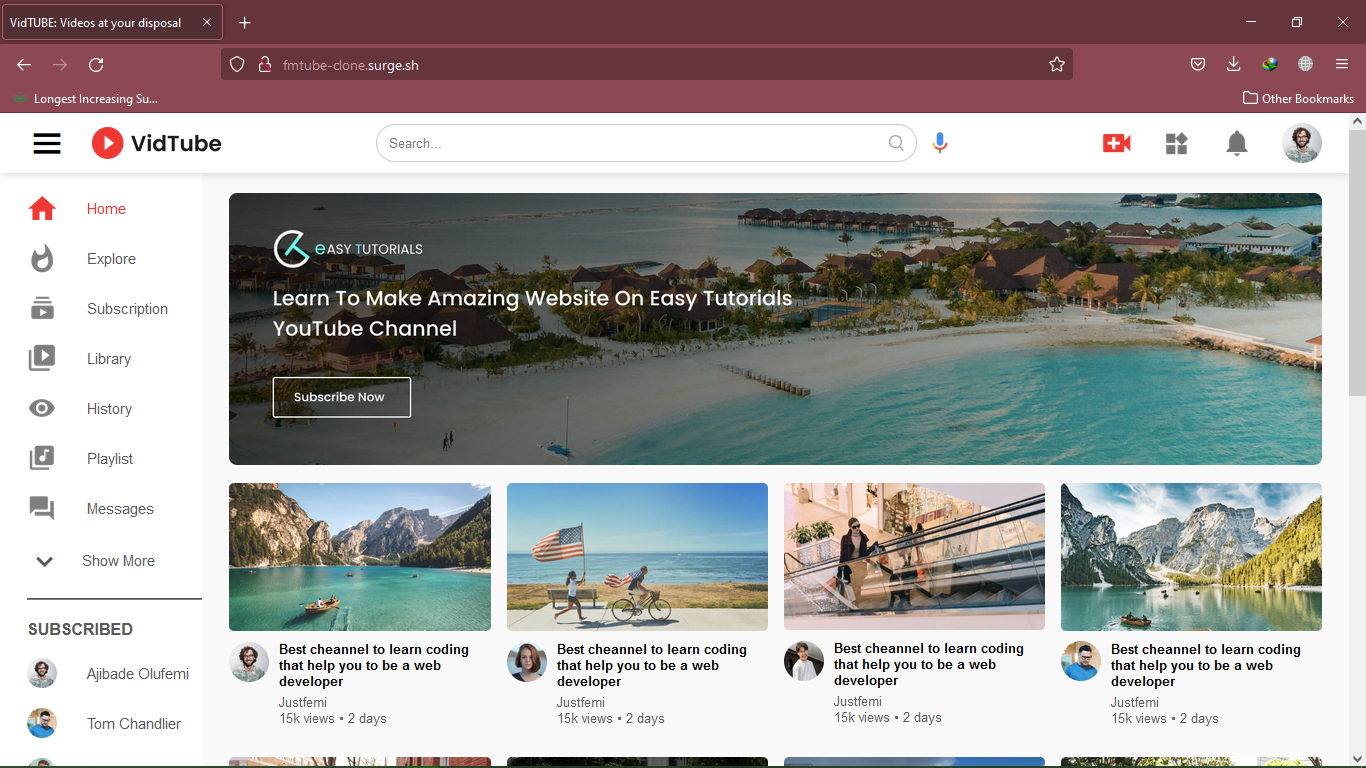 VidTUBE: Videos at your disposal
fmtube-clone.surge.sh
Longest Increasing Su...
Other Bookmarks
VidTube
Search...
Home
Explore
Subscription
Library
History
Playlist
Messages
Show More
SUBSCRIBED
Ajibade Olufemi
Tom Chandlier
eASY TUTORIALS
Learn To Make Amazing Website On Easy Tutorials
YouTube Channel
Subscribe Now
Best cheannel to learn coding
that help you to be a web
developer
Justfemi
15k views • 2 days
Best cheannel to learn coding
that help you to be a web
developer
Justfemi
15k views • 2 days
Best cheannel to learn coding
that help you to be a web
developer
Justfemi
15k views • 2 days
Best cheannel to learn coding
that help you to be a web
developer
Justfemi
15k views • 2 days